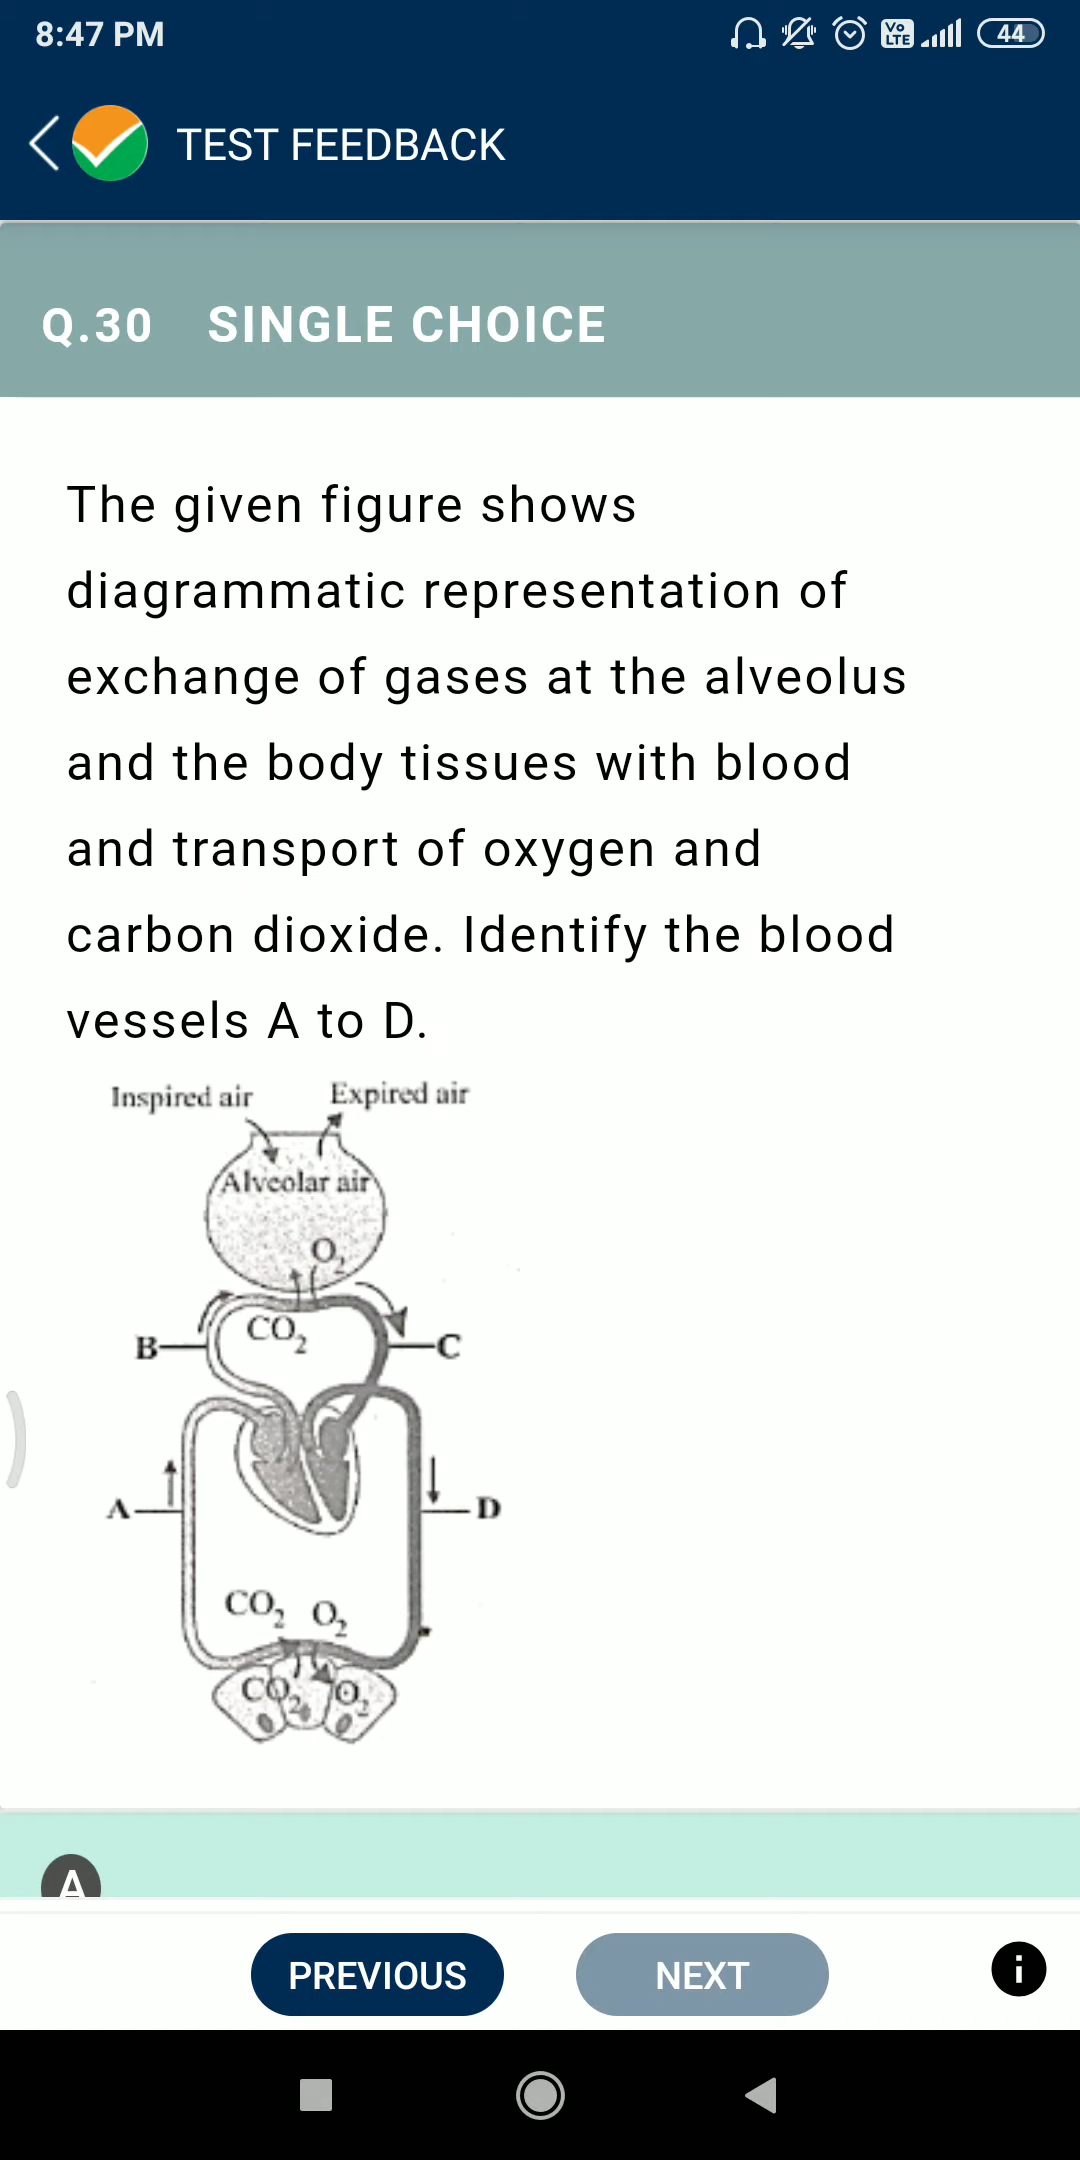 8:47 PM
Vo
LTE
44
TEST FEEDBACK
Q.30 SINGLE CHOICE
The given figure shows
diagrammatic representation of
exchange of gases at the alveolus
and the body tissues with blood
and transport of oxygen and
carbon dioxide. Identify the blood
vessels A to D.
Inspired air Expired air
Alveolar air
O₂
CO₂
B C
A D
CO₂ O₂
CO₂ O₂
A
PREVIOUS NEXT
i